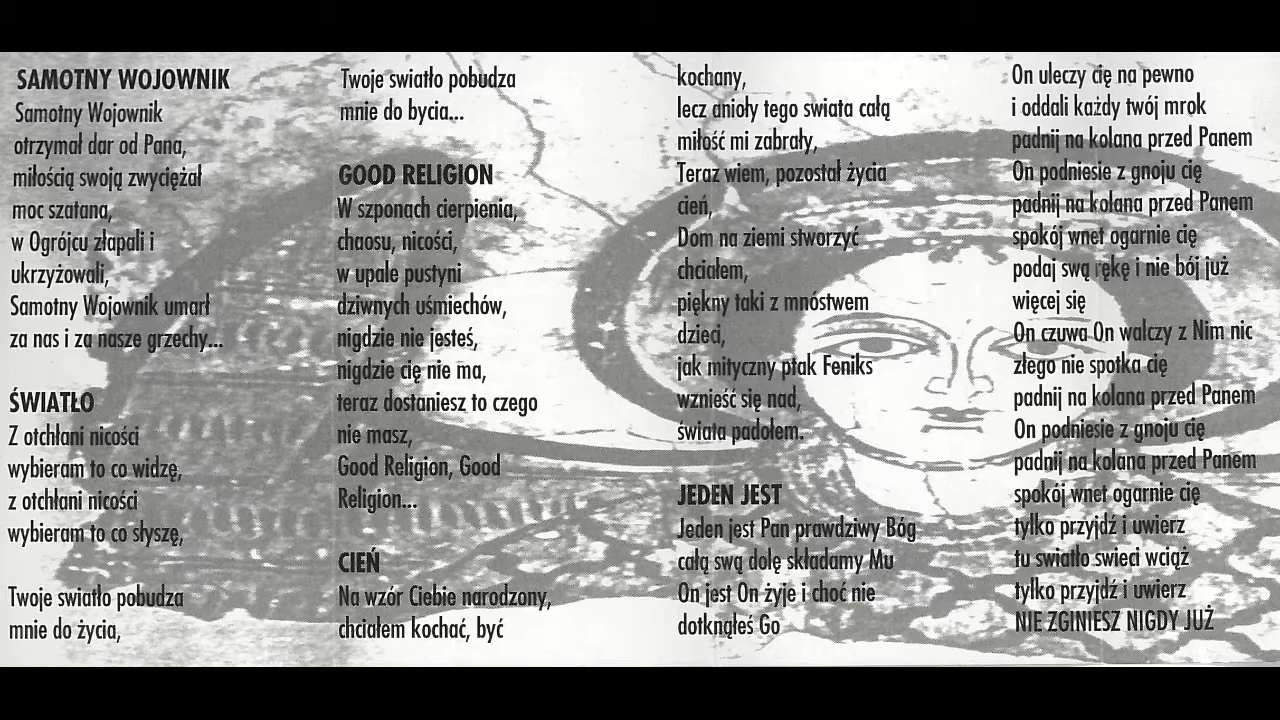 SAMOTNY WOJOWNIK
Samotny Wojownik
otrzymał dar od Pana,
miłością swoją zwyciężał
moc szatana,
w Ogrójcu złapali i
ukrzyżowali,
Samotny Wojownik umarł
za nas i za nasze grzechy...
ŚWIATŁO
Z otchłani nicości
wybieram to co widzę,
z otchłani nicości
wybieram to co słyszę,
Twoje swiatło pobudza
mnie do życia,
Twoje swiatło pobudza
mnie do bycia...
GOOD RELIGION
W szponach cierpienia,
chaosu, nicości,
w upale pustyni
dziwnych uśmiechów,
nigdzie nie jesteś,
nigdzie cię nie ma,
teraz dostaniesz to czego
nie masz,
Good Religion, Good
Religion...
CIEŃ
Na wzór Ciebie narodzony,
chciałem kochać, być
kochany,
lecz anioły tego swiata całą
miłość mi zabrały,
Teraz wiem, pozostał życia
cień,
Dom na ziemi stworzyć
chciałem,
piękny taki z mnóstwem
dzieci,
jak mityczny ptak Feniks
wznieść się nad,
świata padołem.
JEDEN JEST
Jeden jest Pan prawdziwy Bóg
całą swą dolę składamy Mu
On jest On żyje i choć nie
dotknąłeś Go
On uleczy cię na pewno
i oddali każdy twój mrok
padnij na kolana przed Panem
On podniesie z gnoju cię
padnij na kolana przed Panem
spokój wnet ogarnie cię
podaj swą rękę i nie bój już
więcej się
On czuwa On walczy z Nim nic
złego nie spotka cię
padnij na kolana przed Panem
On podniesie z gnoju cię
padnij na kolana przed Panem
spokój wnet ogarnie cię
tylko przyjdź i uwierz
tu swiatło swieci wciąż
tylko przyjdź i uwierz
NIE ZGINIESZ NIGDY JUŻ